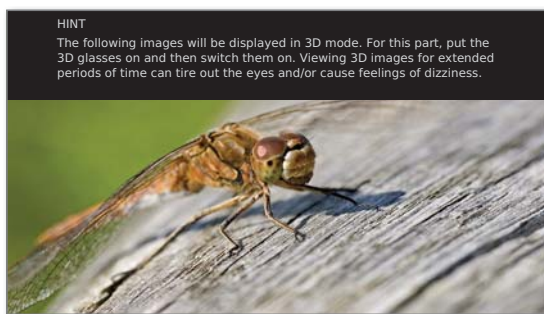 HINT
The following images will be displayed in 3D mode. For this part, put the
3D glasses on and then switch them on. Viewing 3D images for extended
periods of time can tire out the eyes and/or cause feelings of dizziness.